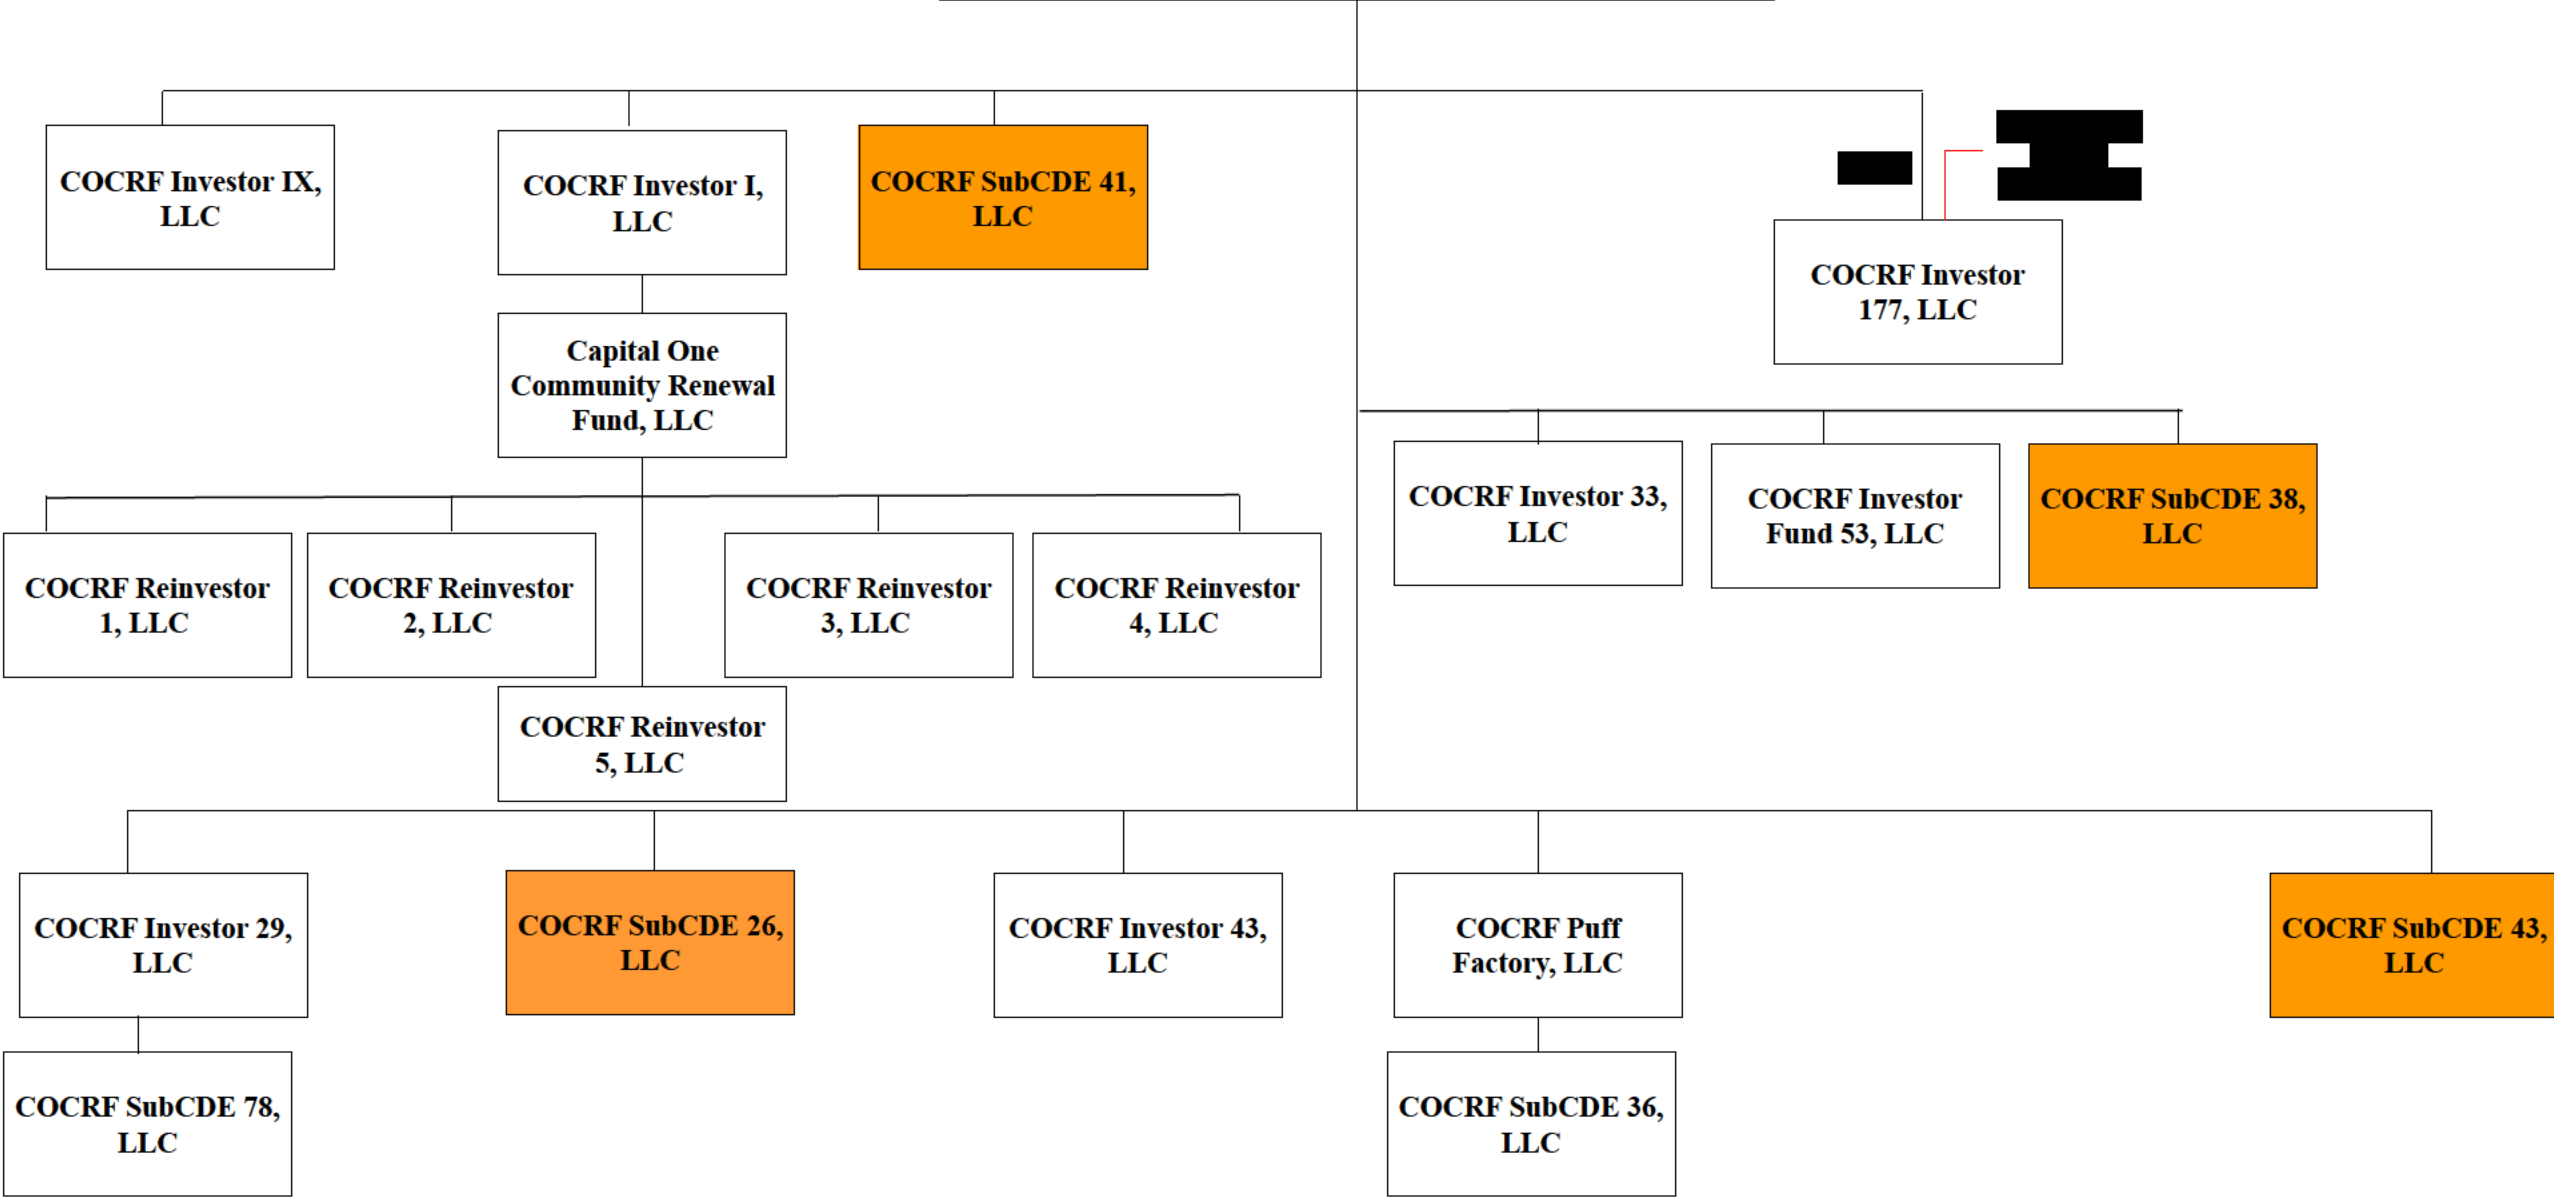 COCRF Investor IX,
LLC
COCRF Investor I,
LLC
COCRF SubCDE 41,
LLC
COCRF Investor
177, LLC
Capital One
Community Renewal
Fund, LLC
COCRF Investor 33,
LLC
COCRF Investor
Fund 53, LLC
COCRF SubCDE 38,
LLC
COCRF Reinvestor
1, LLC
COCRF Reinvestor
2, LLC
COCRF Reinvestor
3, LLC
COCRF Reinvestor
4, LLC
COCRF Reinvestor
5, LLC
COCRF Investor 29,
LLC
COCRF SubCDE 26,
LLC
COCRF Investor 43,
LLC
COCRF Puff
Factory, LLC
COCRF SubCDE 43,
LLC
COCRF SubCDE 78,
LLC
COCRF SubCDE 36,
LLC